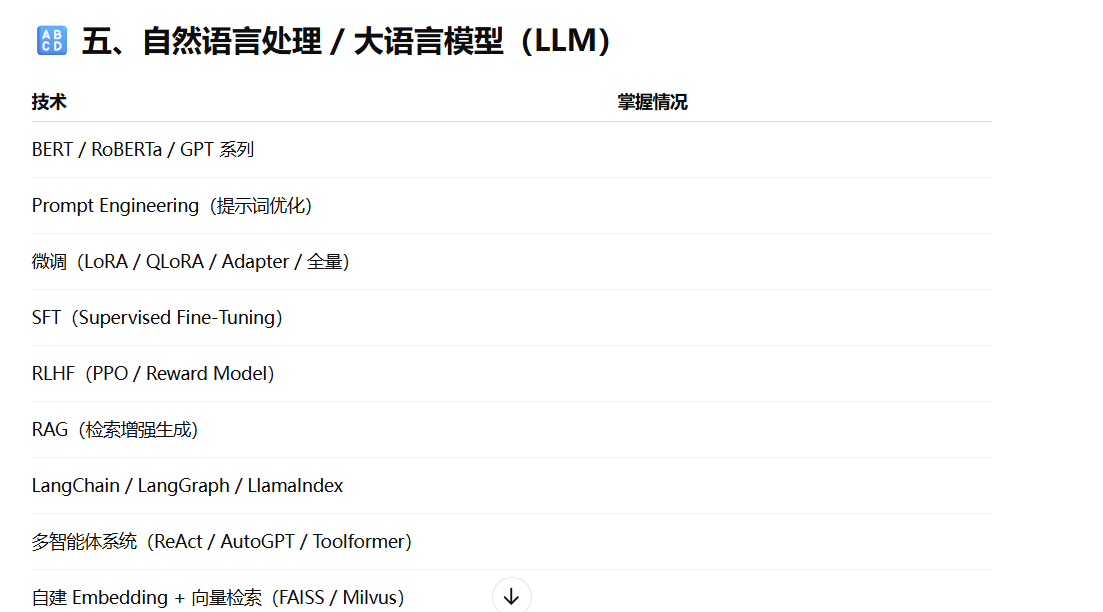 🔠 五、自然语言处理 / 大语言模型（LLM）
技术 掌握情况
BERT / RoBERTa / GPT 系列
Prompt Engineering（提示词优化）
微调（LoRA / QLoRA / Adapter / 全量）
SFT（Supervised Fine-Tuning）
RLHF（PPO / Reward Model）
RAG（检索增强生成）
LangChain / LangGraph / LlamaIndex
多智能体系统（ReAct / AutoGPT / Toolformer）
自建 Embedding + 向量检索（FAISS / Milvus）